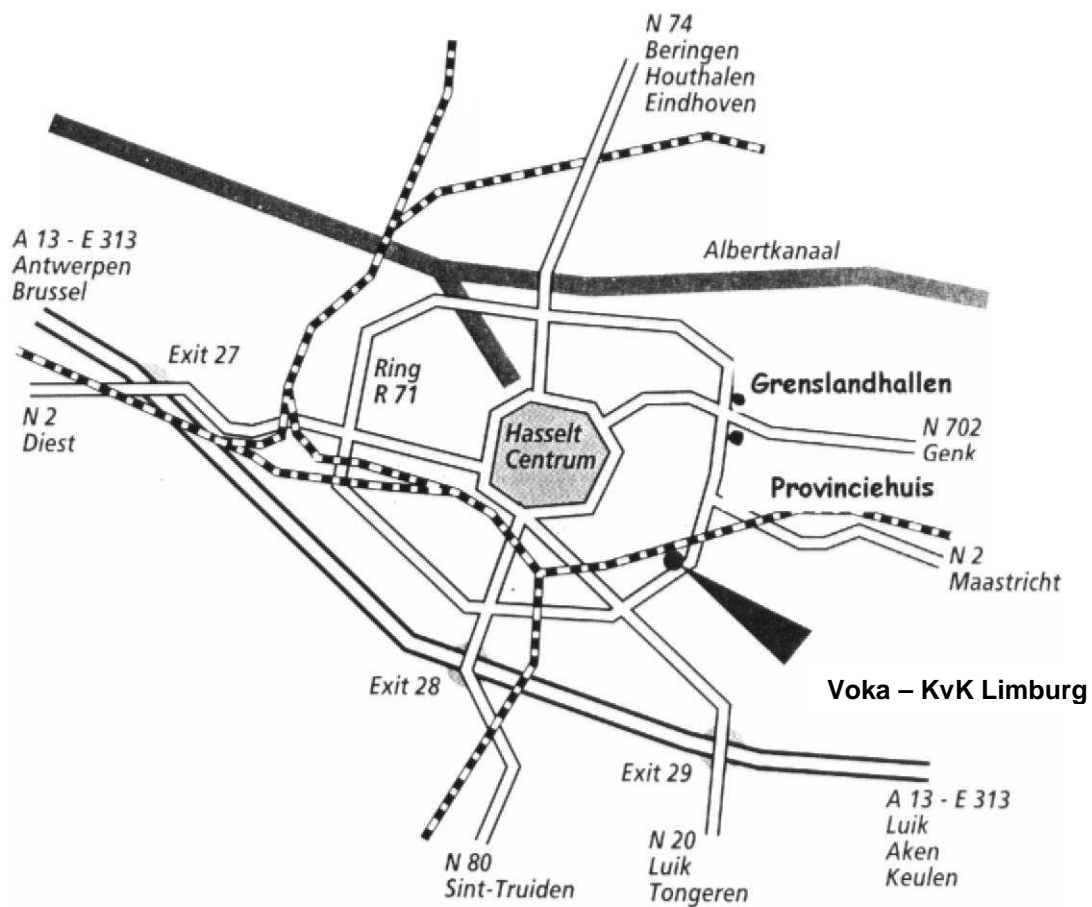 N 74
Beringen
Houthalen
Eindhoven
A 13 - E 313
Antwerpen
Brussel
Albertkanaal
Exit 27
Ring
R 71
Grenslandhallen
N 2
Diest
Hasselt
Centrum
N 702
Genk
Provinciehuis
N 2
Maastricht
Exit 28
Voka – KvK Limburg
Exit 29
A 13 - E 313
Luik
Aken
Keulen
N 80
Sint-Truiden
N 20
Luik
Tongeren